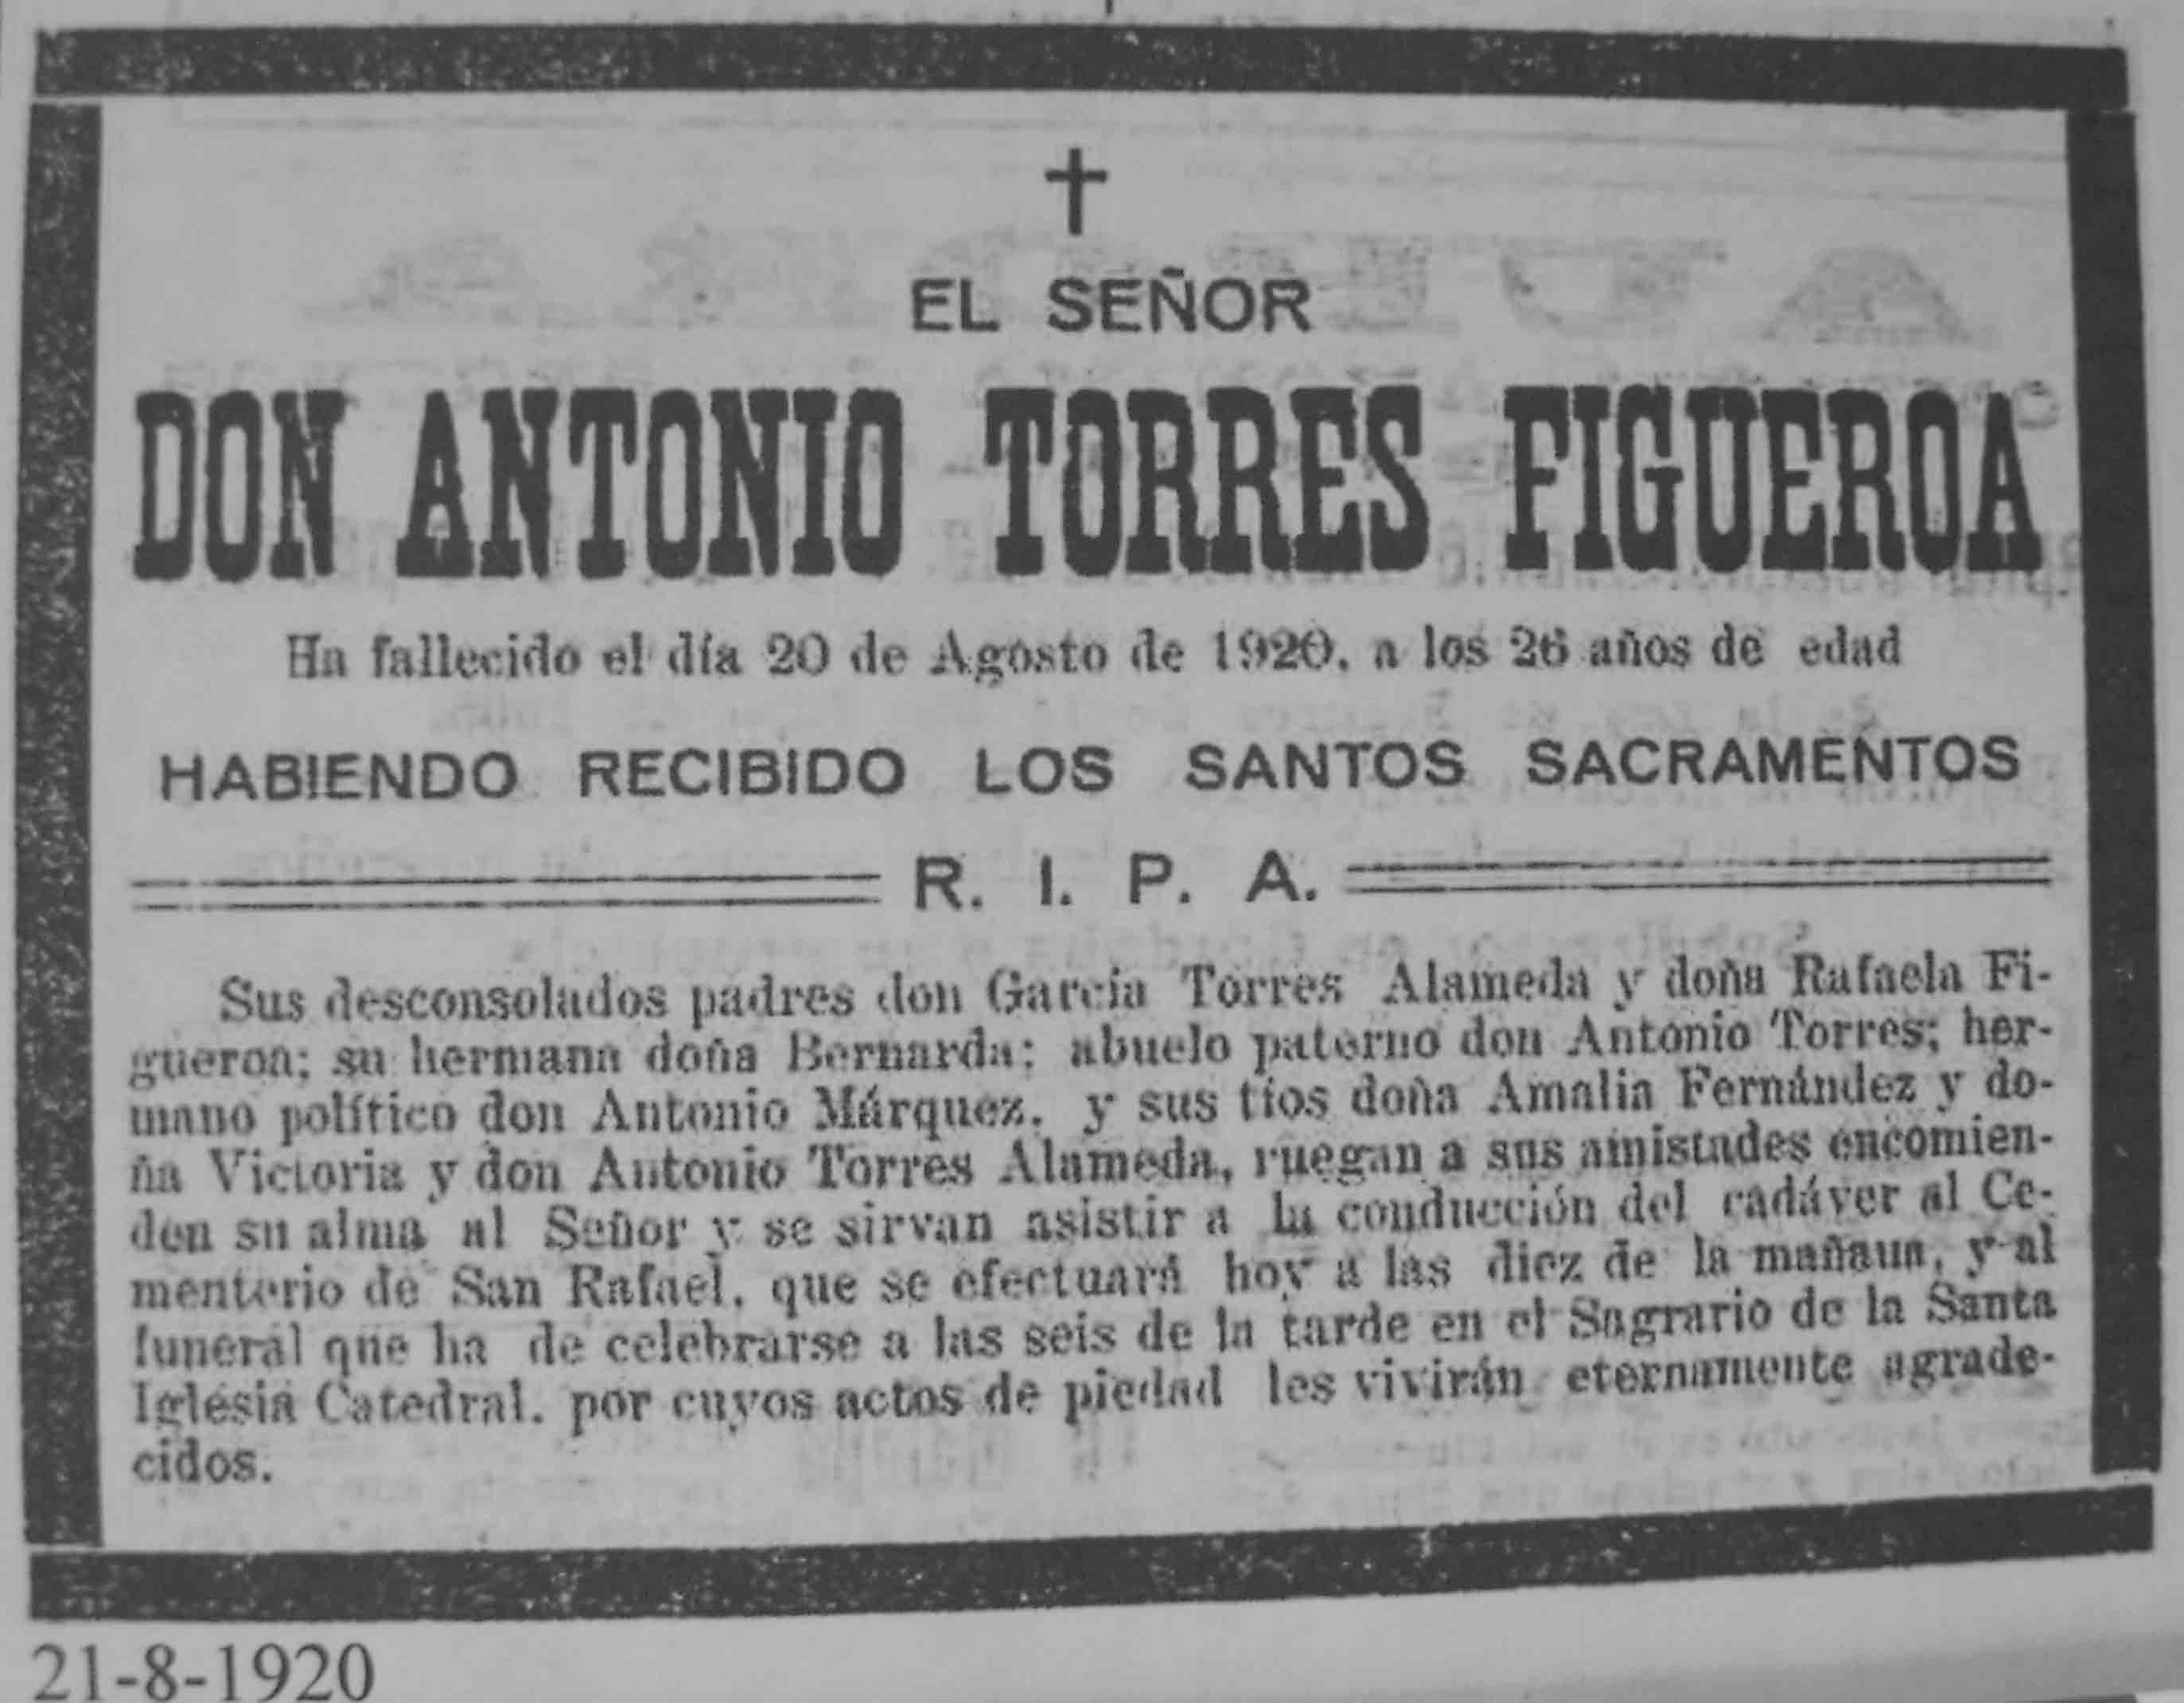 EL SEÑOR
DON ANTONIO TORRES FIGUEROA
Ha fallecido el día 20 de Agosto de 1920, a los 26 años de edad
HABIENDO RECIBIDO LOS SANTOS SACRAMENTOS
R. I. P. A.
Sus desconsolados padres don García Torres Alameda y doña Rafaela Fi-
gueroa; su hermana doña Bernarda; abuelo paterno don Antonio Torres; her-
mano político don Antonio Márquez, y sus tíos doña Amalia Fernández y do-
ña Victoria y don Antonio Torres Alameda, ruegan a sus amistades encomien-
den su alma al Señor y se sirvan asistir a la conducción del cadáver al Ce-
menterio de San Rafael, que se efectuará hoy a las diez de la mañana, y al
funeral que ha de celebrarse a las seis de la tarde en el Sagrario de la Santa
Iglesia Catedral, por cuyos actos de piedad les vivirán eternamente agrade-
cidos.
21-8-1920